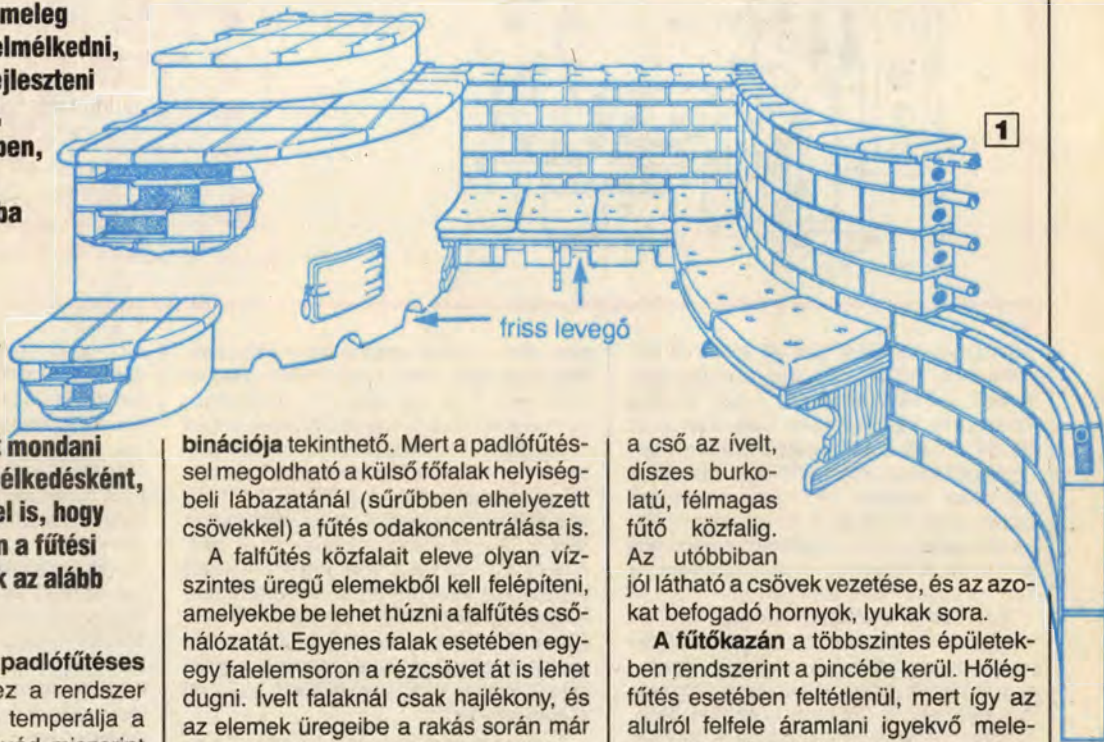 meleg
elmélkedni,
ejleszteni
ben,
ba
1
friss levegő
mondani
élkedésként,
el is, hogy
n a fűtési
k az alább
padlófűtéses
ez a rendszer
temperálja a
binációja tekinthető. Mert a padlófűtés-
sel megoldható a külső főfalak helyiség-
beli lábazatánál (sűrűbben elhelyezett
csövekkel) a fűtés odakoncentrálása is.
A falfűtés közfalait eleve olyan víz-
szintes üregű elemekből kell felépíteni,
amelyekbe be lehet húzni a falfűtés cső-
hálózatát. Egyenes falak esetében egy-
egy falelemsoron a rézcsövet át is lehet
dugni. Ívelt falaknál csak hajlékony, és
az elemek üregeibe a rakás során már
a cső az ívelt,
díszes burko-
latú, félmagas
fűtő közfalig.
Az utóbbiban
jól látható a csövek vezetése, és az azo-
kat befogadó hornyok, lyukak sora.
A fűtőkazán a többszintes épületek-
ben rendszerint a pincébe kerül. Hőlég-
fűtés esetében feltétlenül, mert így az
alulról felfele áramlani igyekvő mele-